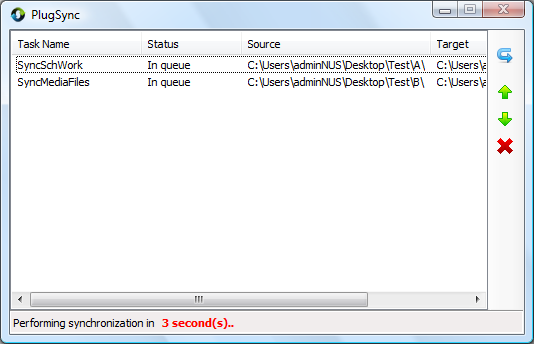 PlugSync
Task Name Status Source Target
SyncSchWork In queue C:\Users\adminNUS\Desktop\Test\A\ C:\Users\a
SyncMediaFiles In queue C:\Users\adminNUS\Desktop\Test\B\ C:\Users\a
Performing synchronization in 3 second(s)..